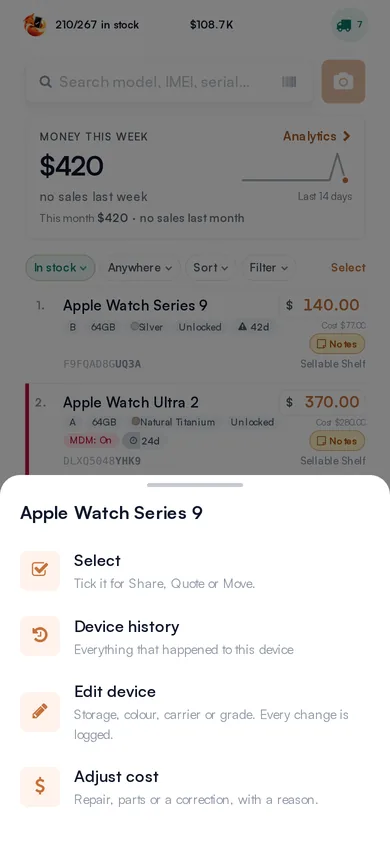 210/267 in stock
$108.7K
7
Search model, IMEI, serial...
MONEY THIS WEEK
Analytics
$420
no sales last week
Last 14 days
This month $420 · no sales last month
In stock
Anywhere
Sort
Filter
Select
1. Apple Watch Series 9 $ 140.00
B 64GB Silver Unlocked 42d
Cost $77.00
Notes
F9FQAD8GUQ3A
Sellable Shelf
2. Apple Watch Ultra 2 $ 370.00
A 64GB Natural Titanium Unlocked
Cost $280.00
MDM: On 24d
Notes
DLXQ5048YHK9
Sellable Shelf
Apple Watch Series 9
Select
Tick it for Share, Quote or Move.
Device history
Everything that happened to this device
Edit device
Storage, colour, carrier or grade. Every change is
logged.
Adjust cost
Repair, parts or a correction, with a reason.